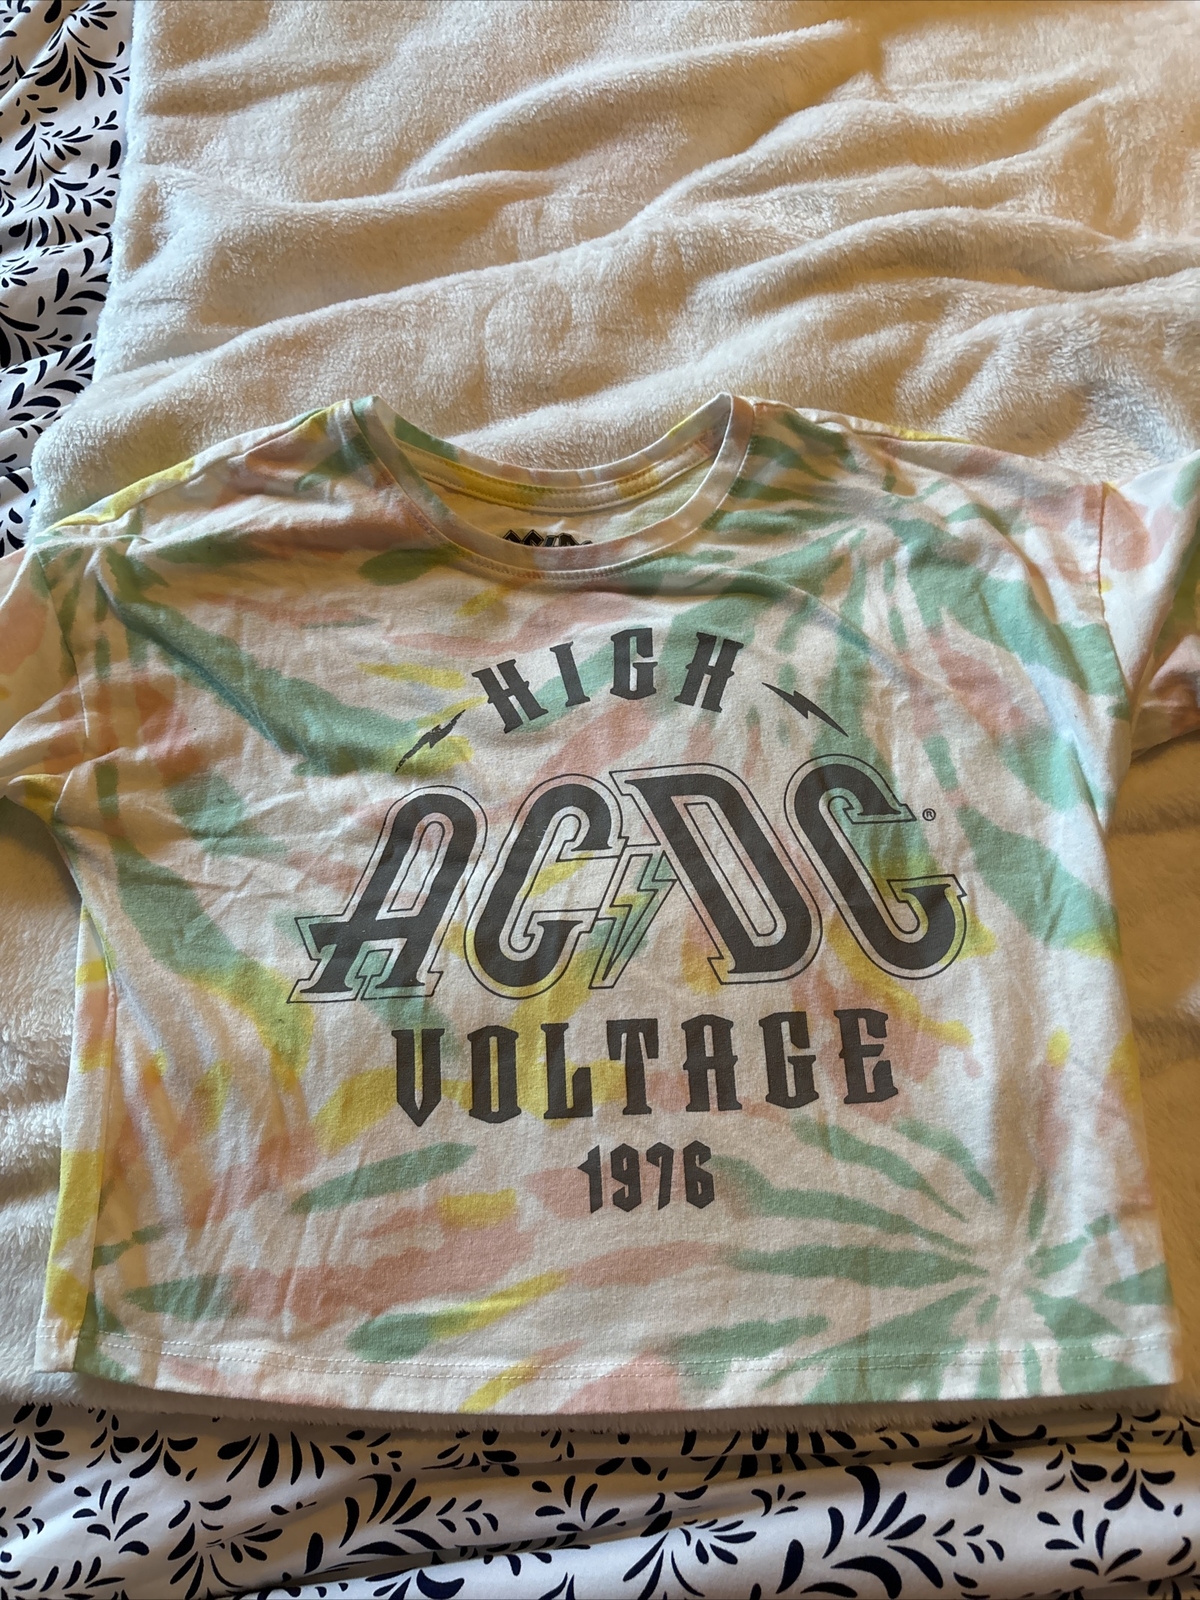 HIGH
AC/DC®
VOLTAGE
1976